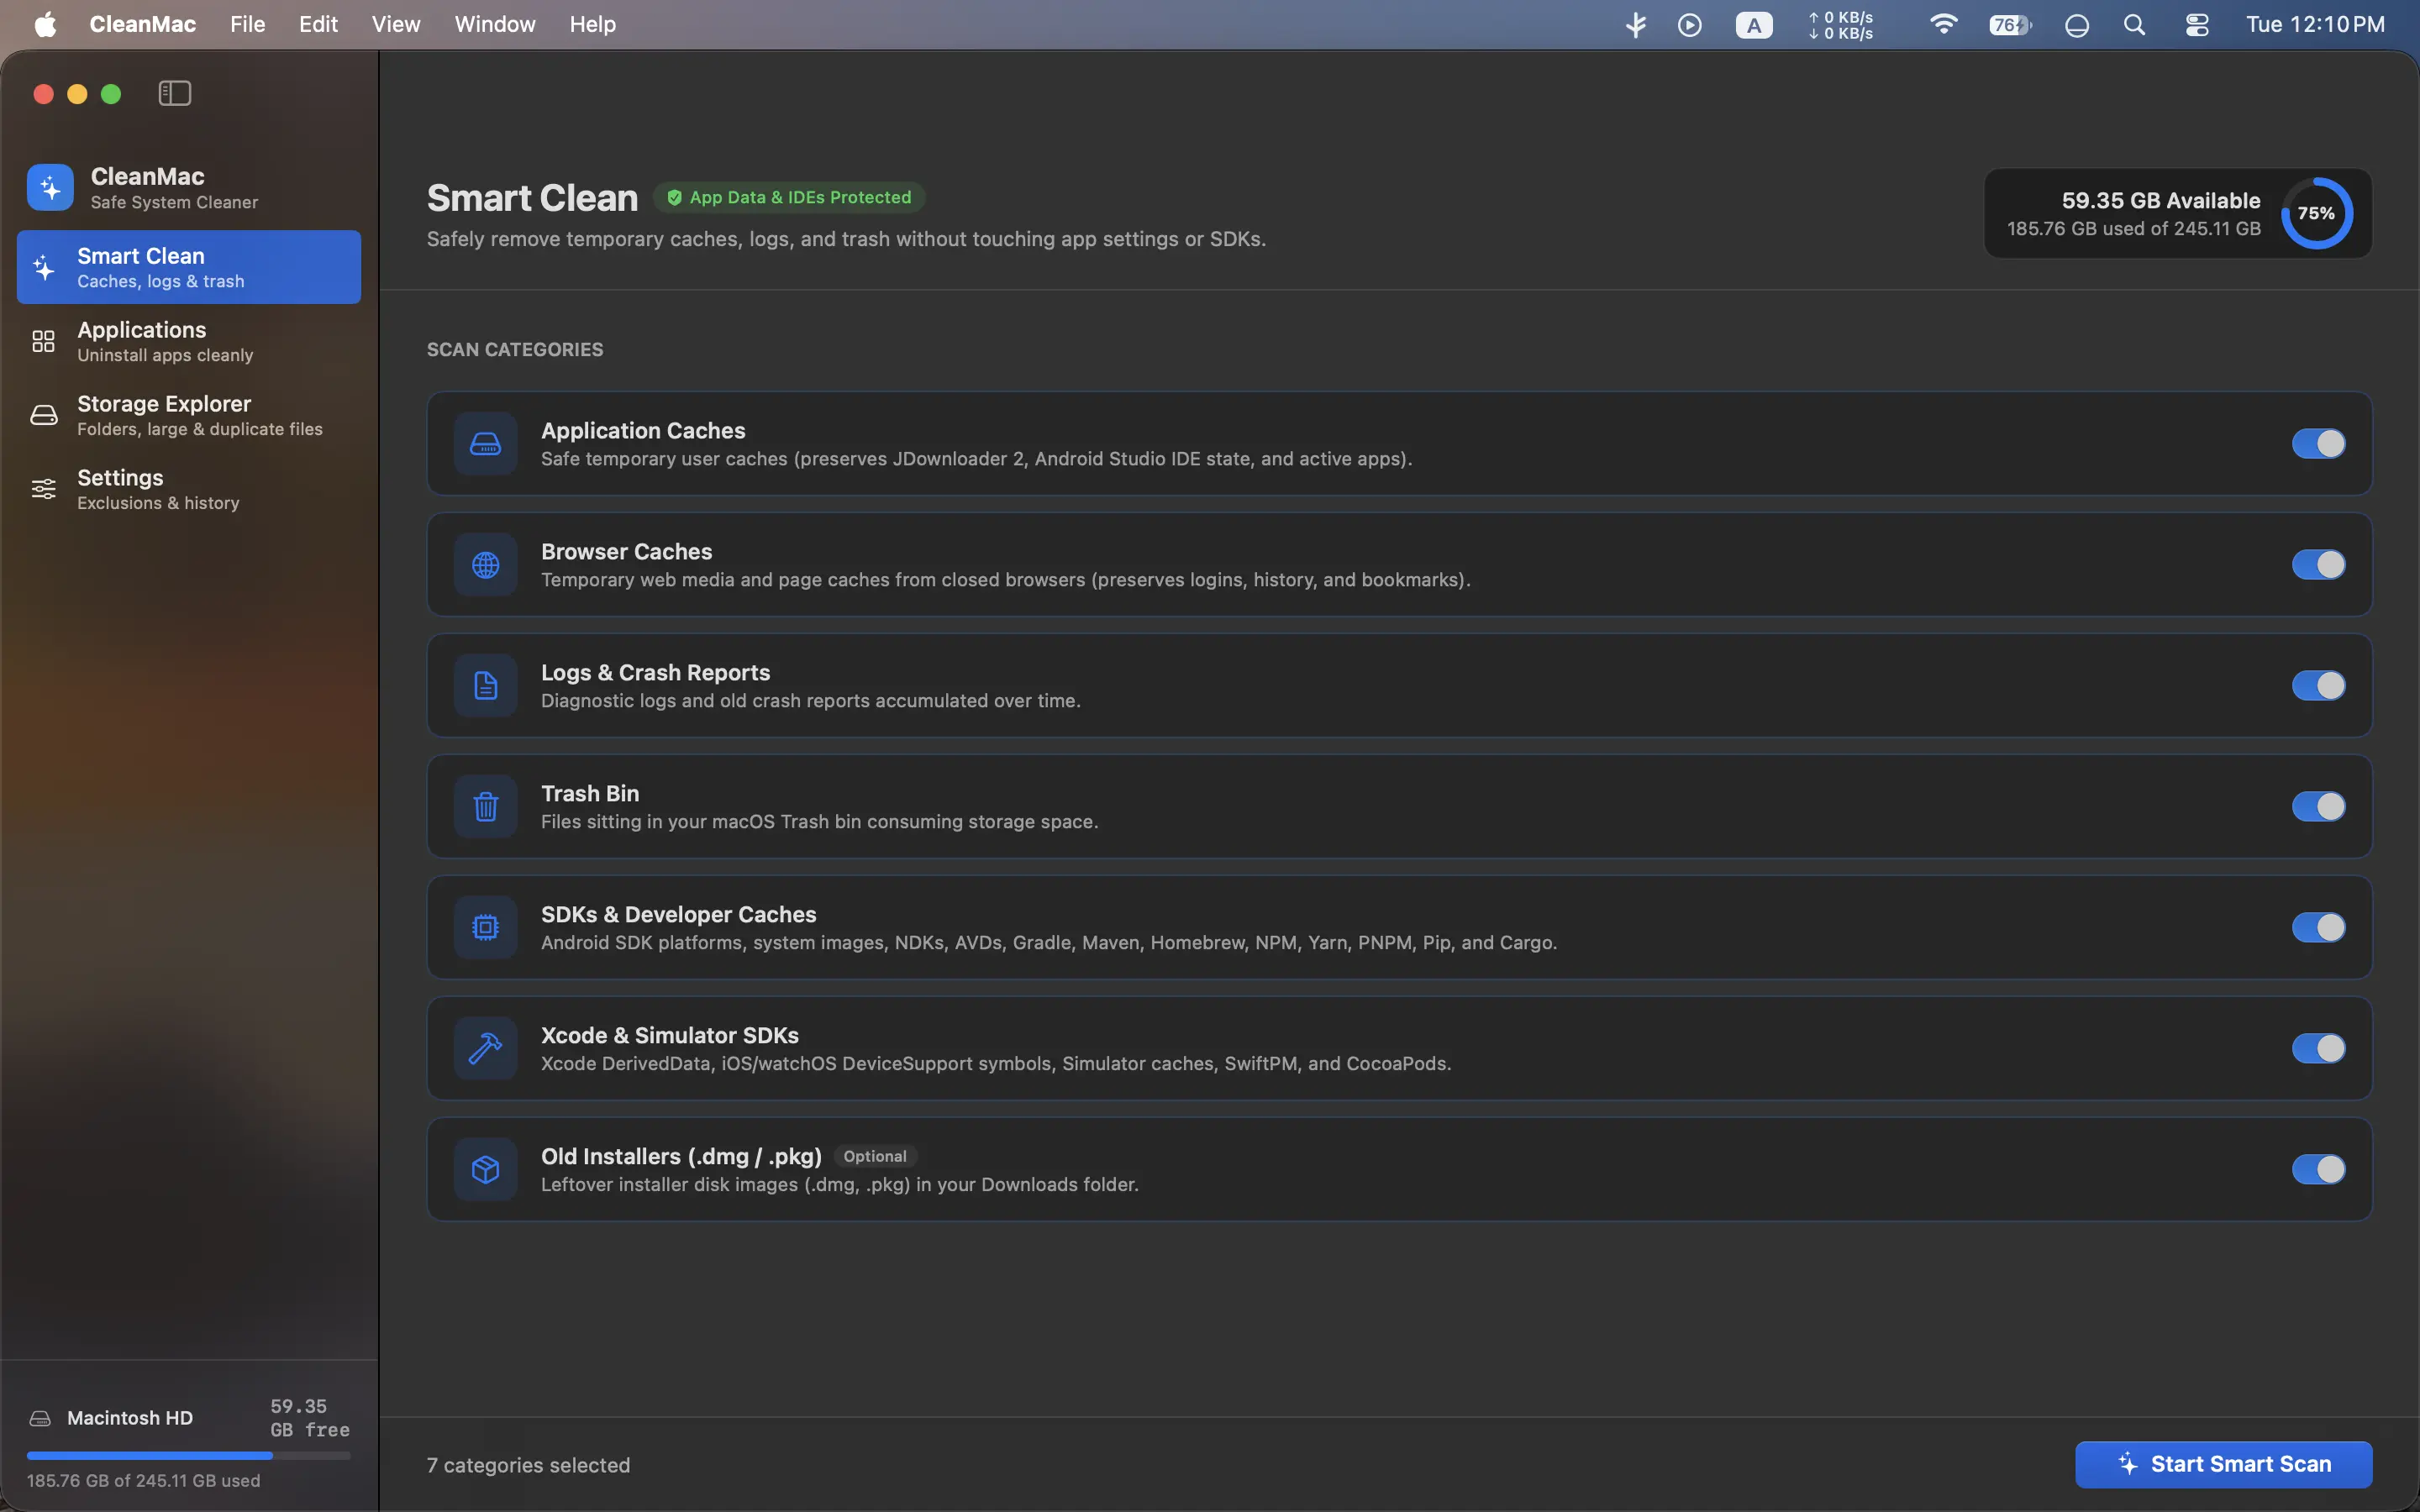 CleanMac File Edit View Window Help
A ↑ 0 KB/s ↓ 0 KB/s 76 Tue 12:10 PM
CleanMac
Safe System Cleaner
Smart Clean
Caches, logs & trash
Applications
Uninstall apps cleanly
Storage Explorer
Folders, large & duplicate files
Settings
Exclusions & history
Macintosh HD
59.35
GB free
185.76 GB of 245.11 GB used
Smart Clean App Data & IDEs Protected
Safely remove temporary caches, logs, and trash without touching app settings or SDKs.
59.35 GB Available
185.76 GB used of 245.11 GB
75%
SCAN CATEGORIES
Application Caches
Safe temporary user caches (preserves JDownloader 2, Android Studio IDE state, and active apps).
Browser Caches
Temporary web media and page caches from closed browsers (preserves logins, history, and bookmarks).
Logs & Crash Reports
Diagnostic logs and old crash reports accumulated over time.
Trash Bin
Files sitting in your macOS Trash bin consuming storage space.
SDKs & Developer Caches
Android SDK platforms, system images, NDKs, AVDs, Gradle, Maven, Homebrew, NPM, Yarn, PNPM, Pip, and Cargo.
Xcode & Simulator SDKs
Xcode DerivedData, iOS/watchOS DeviceSupport symbols, Simulator caches, SwiftPM, and CocoaPods.
Old Installers (.dmg / .pkg) Optional
Leftover installer disk images (.dmg, .pkg) in your Downloads folder.
7 categories selected
Start Smart Scan